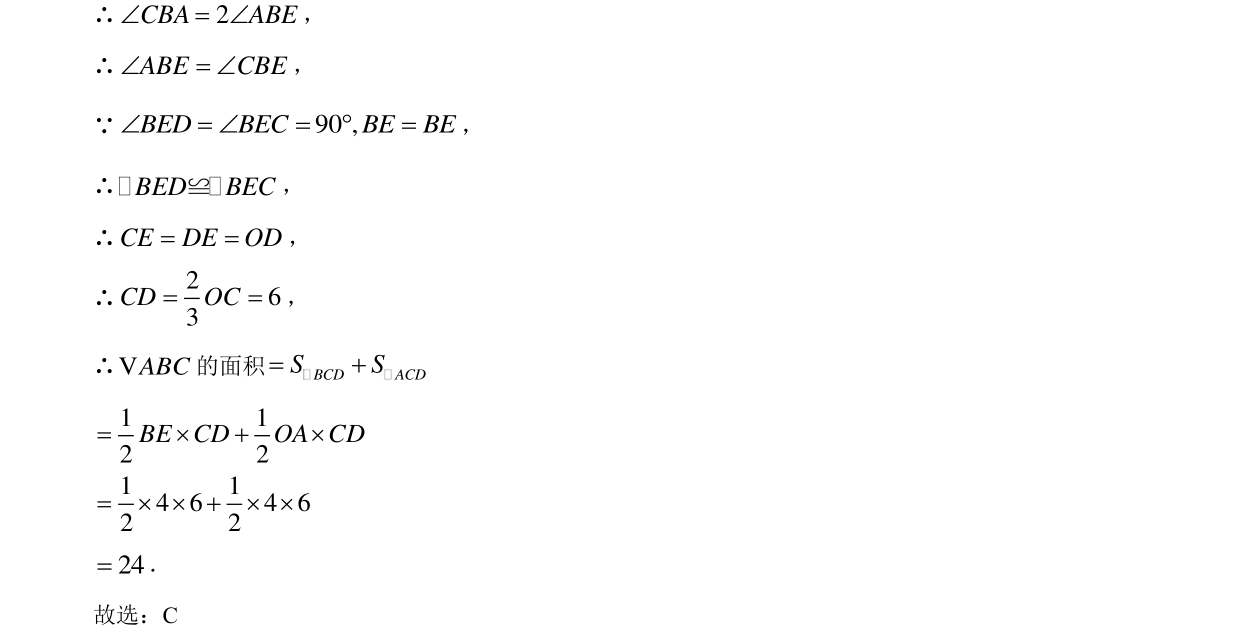 ∴ ∠CBA = 2∠ABE，
∴ ∠ABE = ∠CBE，
∵ ∠BED = ∠BEC = 90°, BE = BE，
∴ □BED≌□BEC，
∴ CE = DE = OD，
∴ CD = 2/3 OC = 6，
∴ VABC 的面积 = S□BCD + S□ACD
= 1/2 BE × CD + 1/2 OA × CD
= 1/2 × 4 × 6 + 1/2 × 4 × 6
= 24．
故选：C